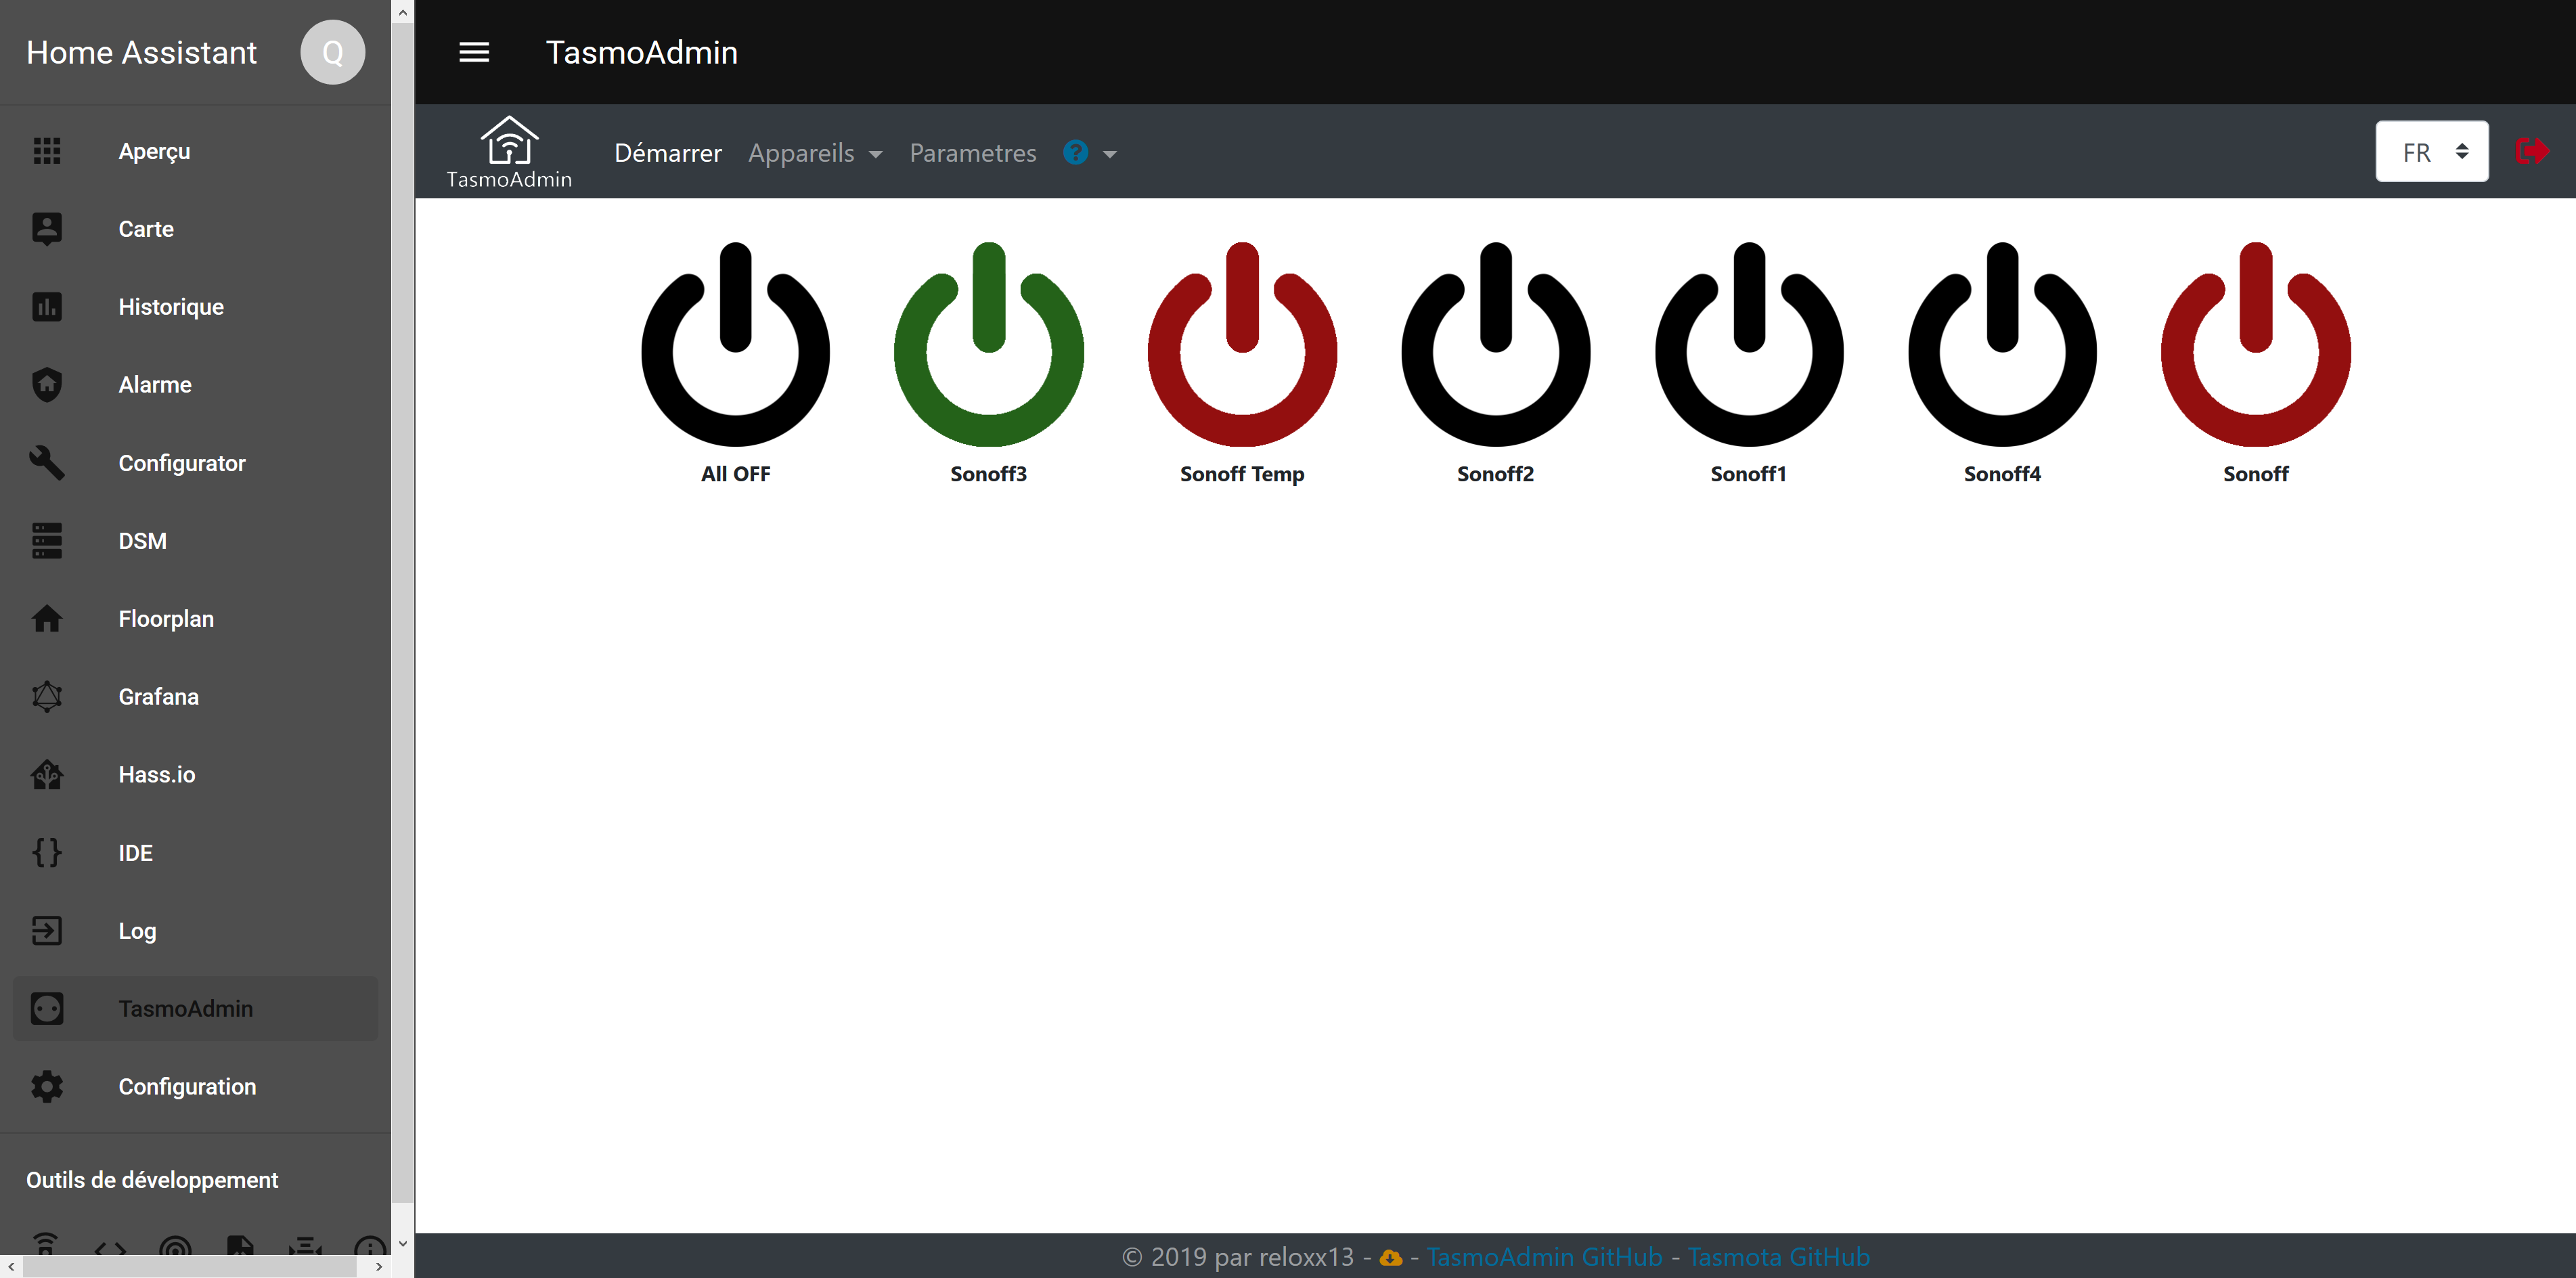 Home Assistant
Q
Aperçu
Carte
Historique
Alarme
Configurator
DSM
Floorplan
Grafana
Hass.io
IDE
Log
TasmoAdmin
Configuration
Outils de développement
TasmoAdmin
TasmoAdmin
Démarrer Appareils Parametres ?
FR
All OFF Sonoff3 Sonoff Temp Sonoff2 Sonoff1 Sonoff4 Sonoff
© 2019 par reloxx13 - - TasmoAdmin GitHub - Tasmota GitHub